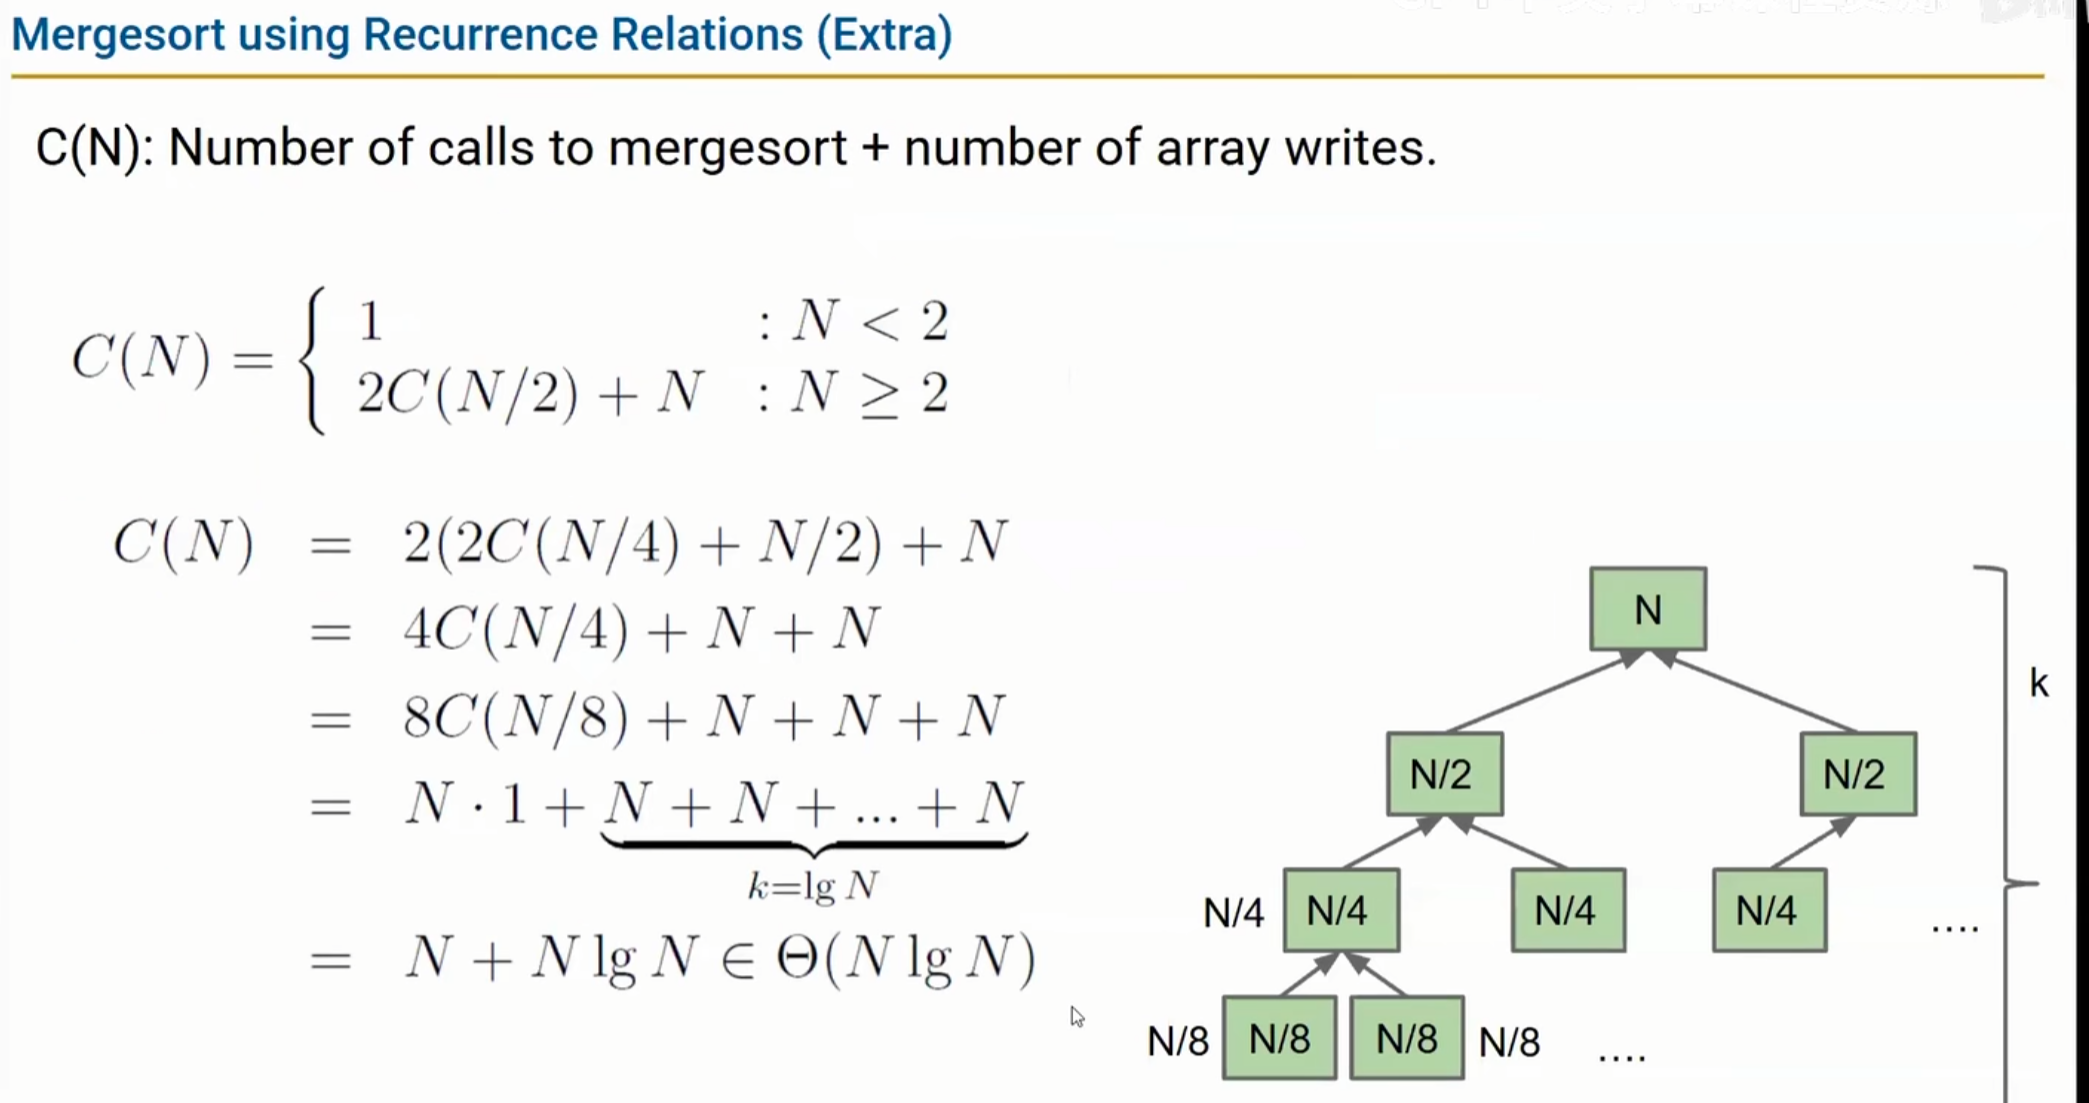 Mergesort using Recurrence Relations (Extra)
C(N): Number of calls to mergesort + number of array writes.
C(N) = { 1 : N < 2
2C(N/2) + N : N ≥ 2
C(N) = 2(2C(N/4) + N/2) + N
= 4C(N/4) + N + N
= 8C(N/8) + N + N + N
= N · 1 + N + N + ... + N
k=lg N
= N + N lg N ∈ Θ(N lg N)
N
k
N/2 N/2
N/4 N/4 N/4 N/4 ....
N/8 N/8 N/8 N/8 ....